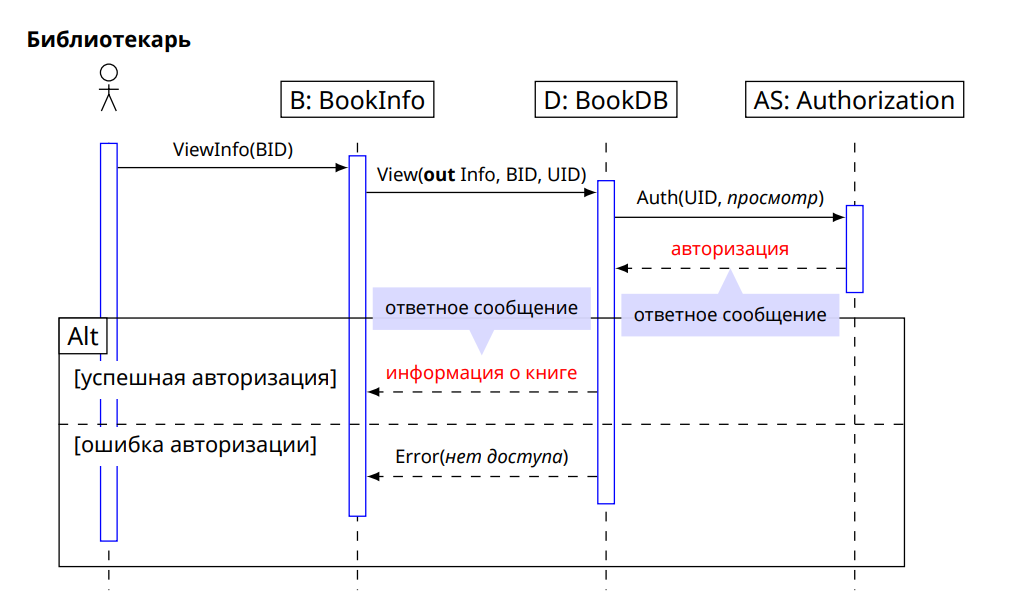 Библиотекарь
B: BookInfo
D: BookDB
AS: Authorization
ViewInfo(BID)
View(out Info, BID, UID)
Auth(UID, просмотр)
авторизация
ответное сообщение
ответное сообщение
Alt
[успешная авторизация]
информация о книге
[ошибка авторизации]
Error(нет доступа)